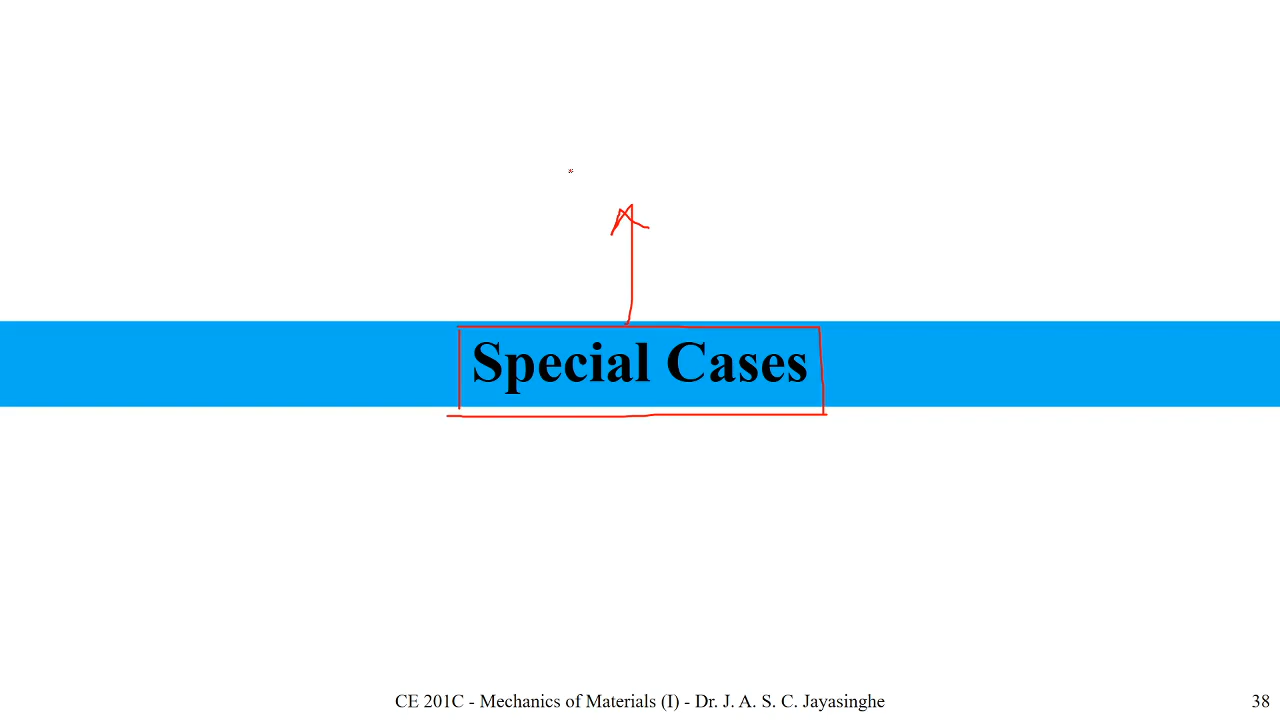 Special Cases
CE 201C - Mechanics of Materials (I) - Dr. J. A. S. C. Jayasinghe
38